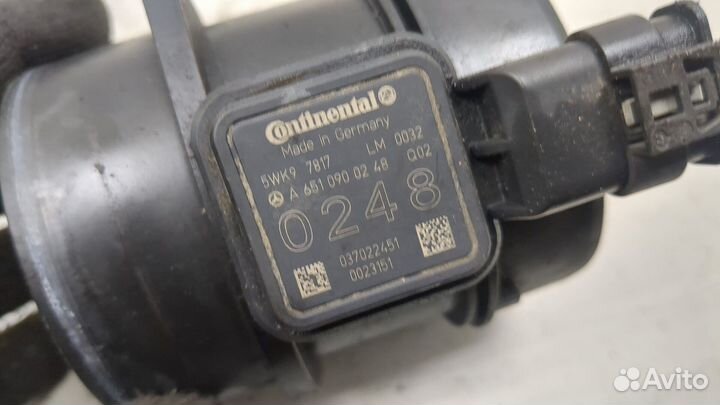 Continental
Made in Germany
5WK9 7817 LM 0032
A 651 090 02 48 Q02
0248
037022451
0023151
Avito